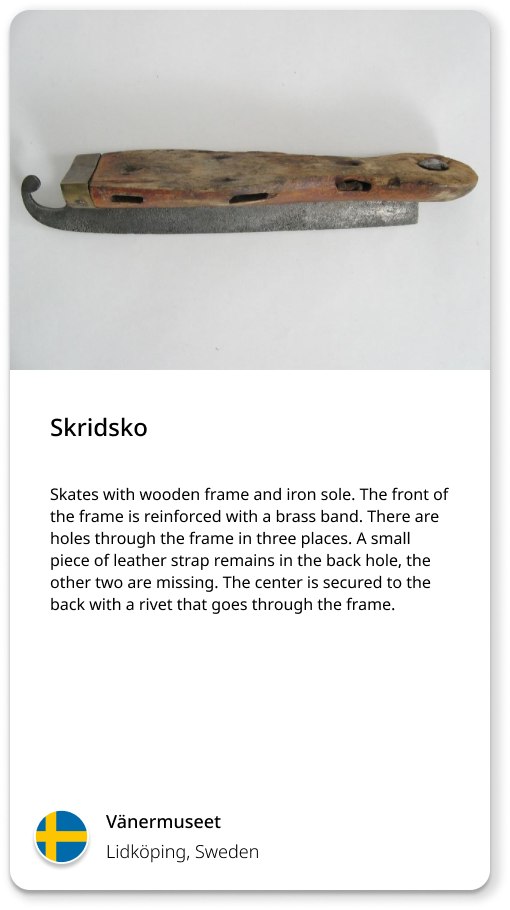 Skridsko
Skates with wooden frame and iron sole. The front of
the frame is reinforced with a brass band. There are
holes through the frame in three places. A small
piece of leather strap remains in the back hole, the
other two are missing. The center is secured to the
back with a rivet that goes through the frame.
Vänermuseet
Lidköping, Sweden